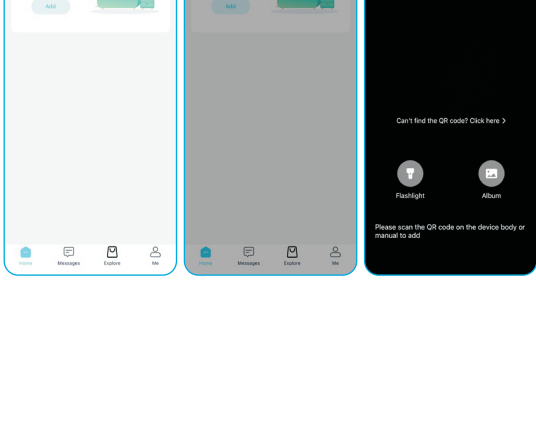 Add
Home
Messages
Explore
Me
Add
Home
Messages
Explore
Me
Can't find the QR code? Click here >
Flashlight
Album
Please scan the QR code on the device body or
manual to add